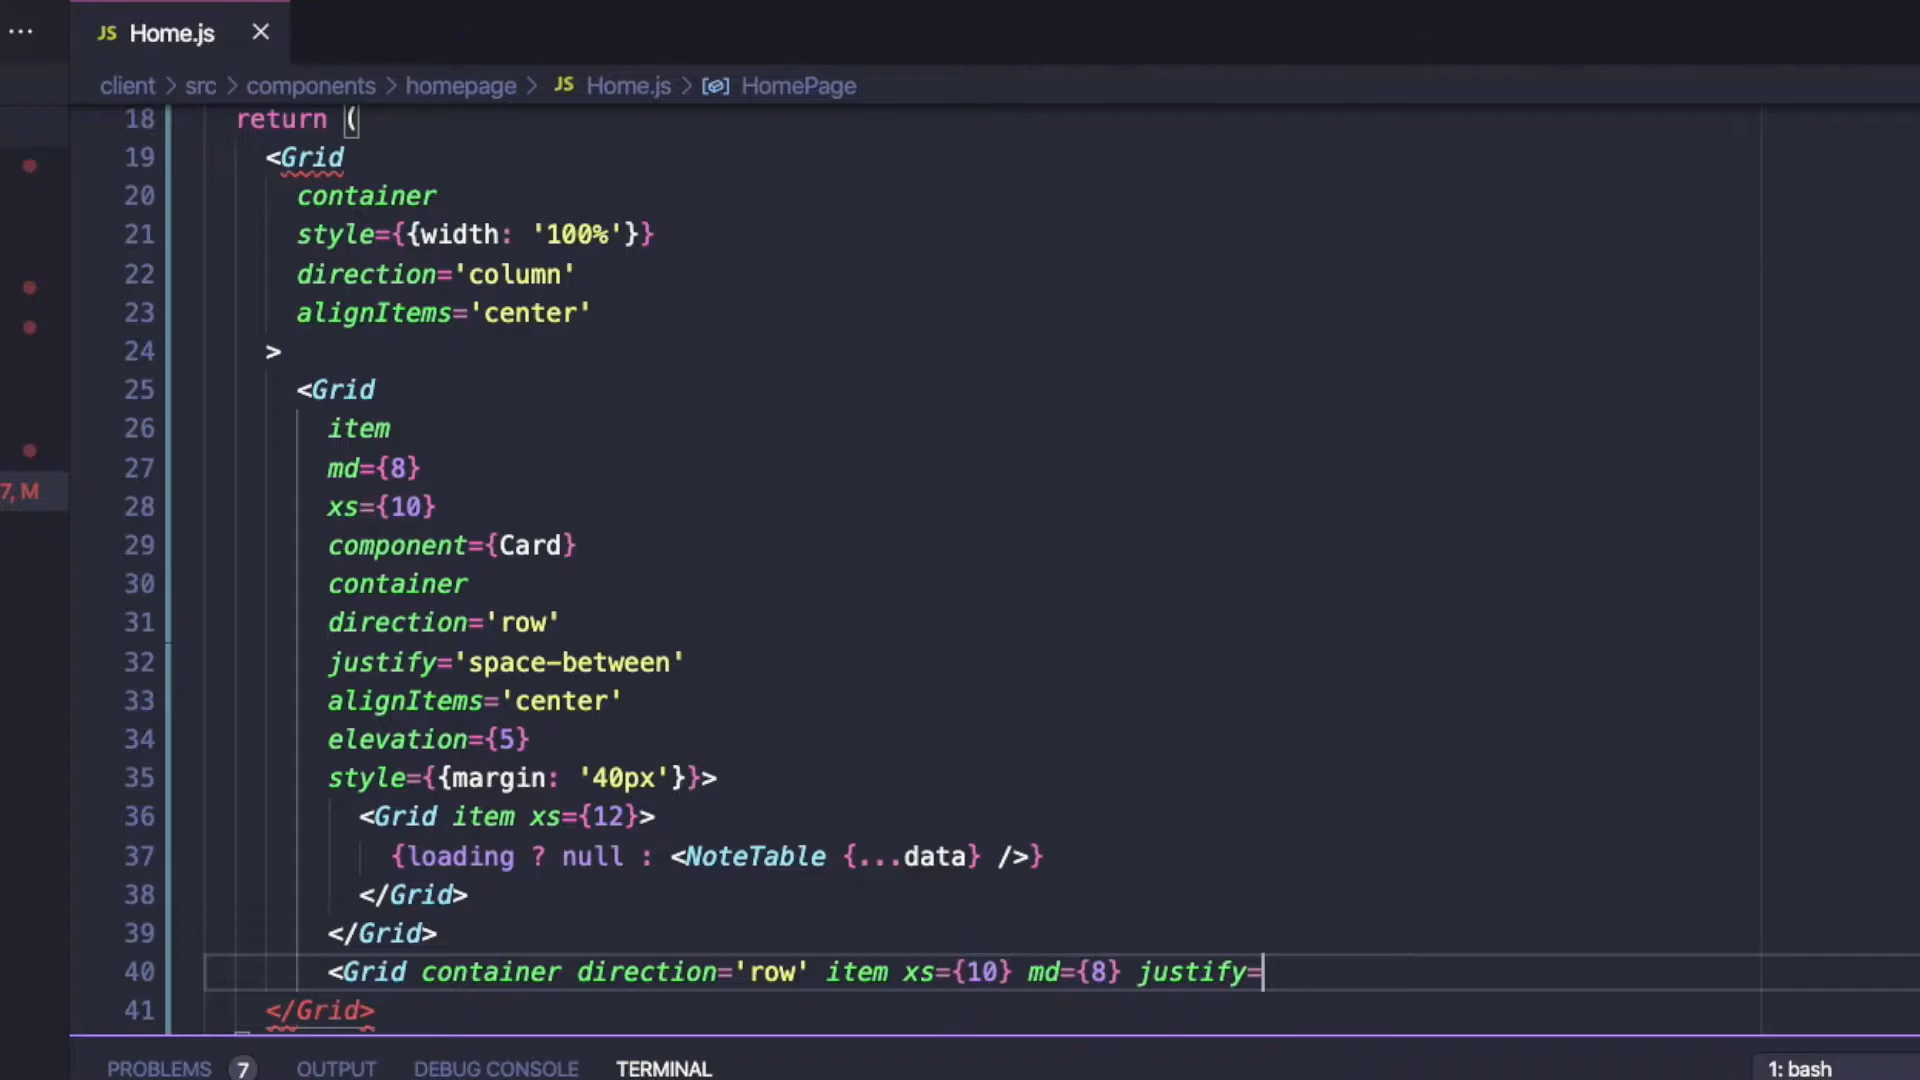 ... JS Home.js ×
client > src > components > homepage > JS Home.js > HomePage
18 return (
19 <Grid
20 container
21 style={{width: '100%'}}
22 direction='column'
23 alignItems='center'
24 >
25 <Grid
26 item
27 md={8}
28 xs={10}
29 component={Card}
30 container
31 direction='row'
32 justify='space-between'
33 alignItems='center'
34 elevation={5}
35 style={{margin: '40px'}}>
36 <Grid item xs={12}>
37 {loading ? null : <NoteTable {...data} />}
38 </Grid>
39 </Grid>
40 <Grid container direction='row' item xs={10} md={8} justify=
41 </Grid>
7, M
PROBLEMS 7 OUTPUT DEBUG CONSOLE TERMINAL 1: bash